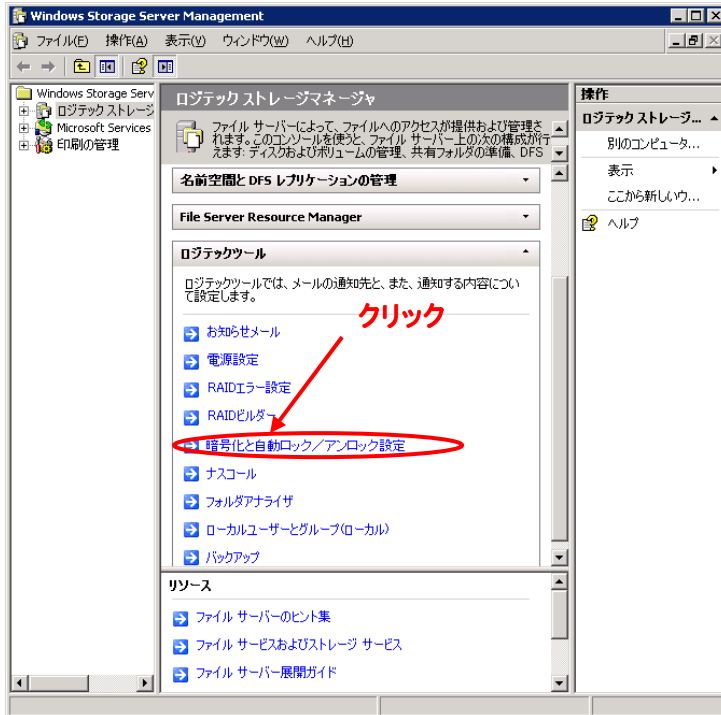 Windows Storage Server Management
ファイル(F) 操作(A) 表示(V) ウィンドウ(W) ヘルプ(H)
Windows Storage Serv
ロジテック ストレージ
Microsoft Services
印刷の管理
ロジテック ストレージマネージャ
ファイル サーバーによって、ファイルへのアクセスが提供および管理さ
れます。このコンソールを使うと、ファイル サーバー上の次の構成が行
えます: ディスクおよびボリュームの管理、共有フォルダの準備、DFS
名前空間と DFS レプリケーションの管理
File Server Resource Manager
ロジテックツール
ロジテックツールでは、メールの通知先と、また、通知する内容につい
て設定します。
クリック
お知らせメール
電源設定
RAIDエラー設定
RAIDビルダー
暗号化と自動ロック／アンロック設定
ナスコール
フォルダアナライザ
ローカルユーザーとグループ(ローカル)
バックアップ
リソース
ファイル サーバーのヒント集
ファイル サービスおよびストレージ サービス
ファイル サーバー展開ガイド
操作
ロジテック ストレージ...
別のコンピュータ...
表示
ここから新しいウ...
ヘルプ